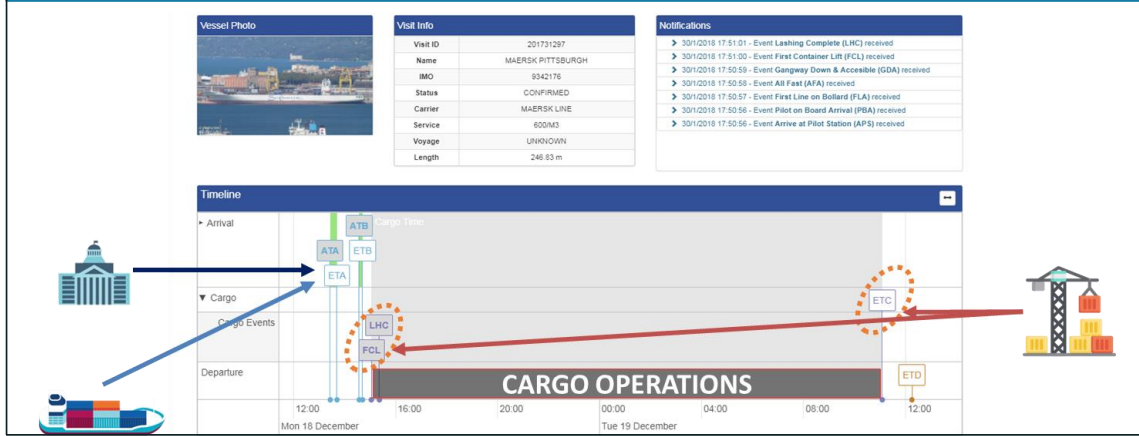 Vessel Photo
Visit Info
Visit ID 201731297
Name MAERSK PITTSBURGH
IMO 9342176
Status CONFIRMED
Carrier MAERSK LINE
Service 600/M3
Voyage UNKNOWN
Length 246.83 m
Notifications
30/1/2018 17:51:01 - Event Lashing Complete (LHC) received
30/1/2018 17:51:00 - Event First Container Lift (FCL) received
30/1/2018 17:50:59 - Event Gangway Down & Accesible (GDA) received
30/1/2018 17:50:58 - Event All Fast (AFA) received
30/1/2018 17:50:57 - Event First Line on Bollard (FLA) received
30/1/2018 17:50:56 - Event Pilot on Board Arrival (PBA) received
30/1/2018 17:50:56 - Event Arrive at Pilot Station (APS) received
Timeline
Arrival
ATB Cargo Time
ATA ETB
ETA
Cargo
ETC
Cargo Events
LHC
FCL
Departure
CARGO OPERATIONS
ETD
12:00 16:00 20:00 00:00 04:00 08:00 12:00
Mon 18 December Tue 19 December